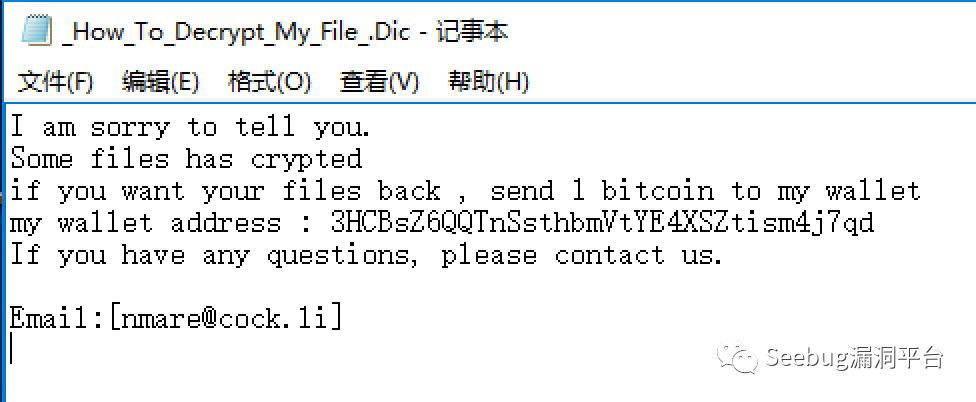 _How_To_Decrypt_My_File_.Dic - 记事本
文件(F) 编辑(E) 格式(O) 查看(V) 帮助(H)
I am sorry to tell you.
Some files has crypted
if you want your files back , send 1 bitcoin to my wallet
my wallet address : 3HCBsZ6QQTnSsthbmVtYE4XSZtism4j7qd
If you have any questions, please contact us.
Email:[nmare@cock.li]
Seebug漏洞平台